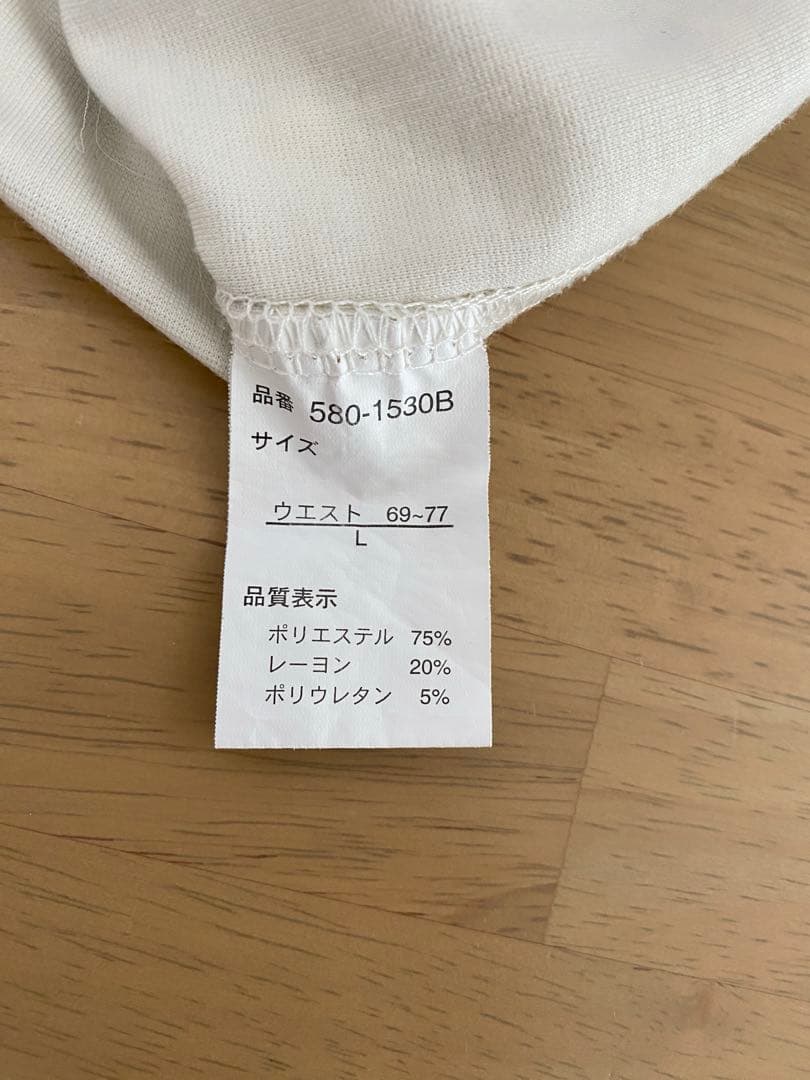 品番 580-1530B
サイズ
ウエスト 69~77
L
品質表示
ポリエステル 75%
レーヨン 20%
ポリウレタン 5%